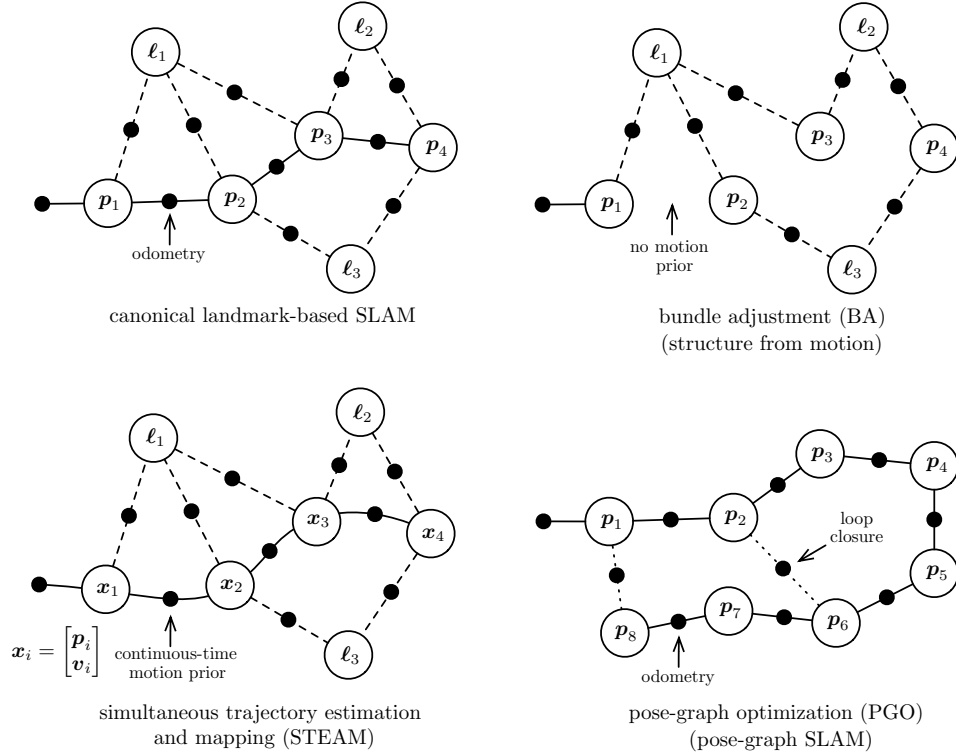 ℓ₁
ℓ₂
p₃
p₄
p₁
p₂
odometry
ℓ₃
canonical landmark-based SLAM
ℓ₁
ℓ₂
p₃
p₄
p₁
p₂
no motion
prior
ℓ₃
bundle adjustment (BA)
(structure from motion)
ℓ₁
ℓ₂
x₃
x₄
x₁
x₂
xᵢ = [pᵢ
vᵢ]
continuous-time
motion prior
ℓ₃
simultaneous trajectory estimation
and mapping (STEAM)
p₃
p₄
p₁
p₂
loop
closure
p₅
p₇
p₆
p₈
odometry
pose-graph optimization (PGO)
(pose-graph SLAM)